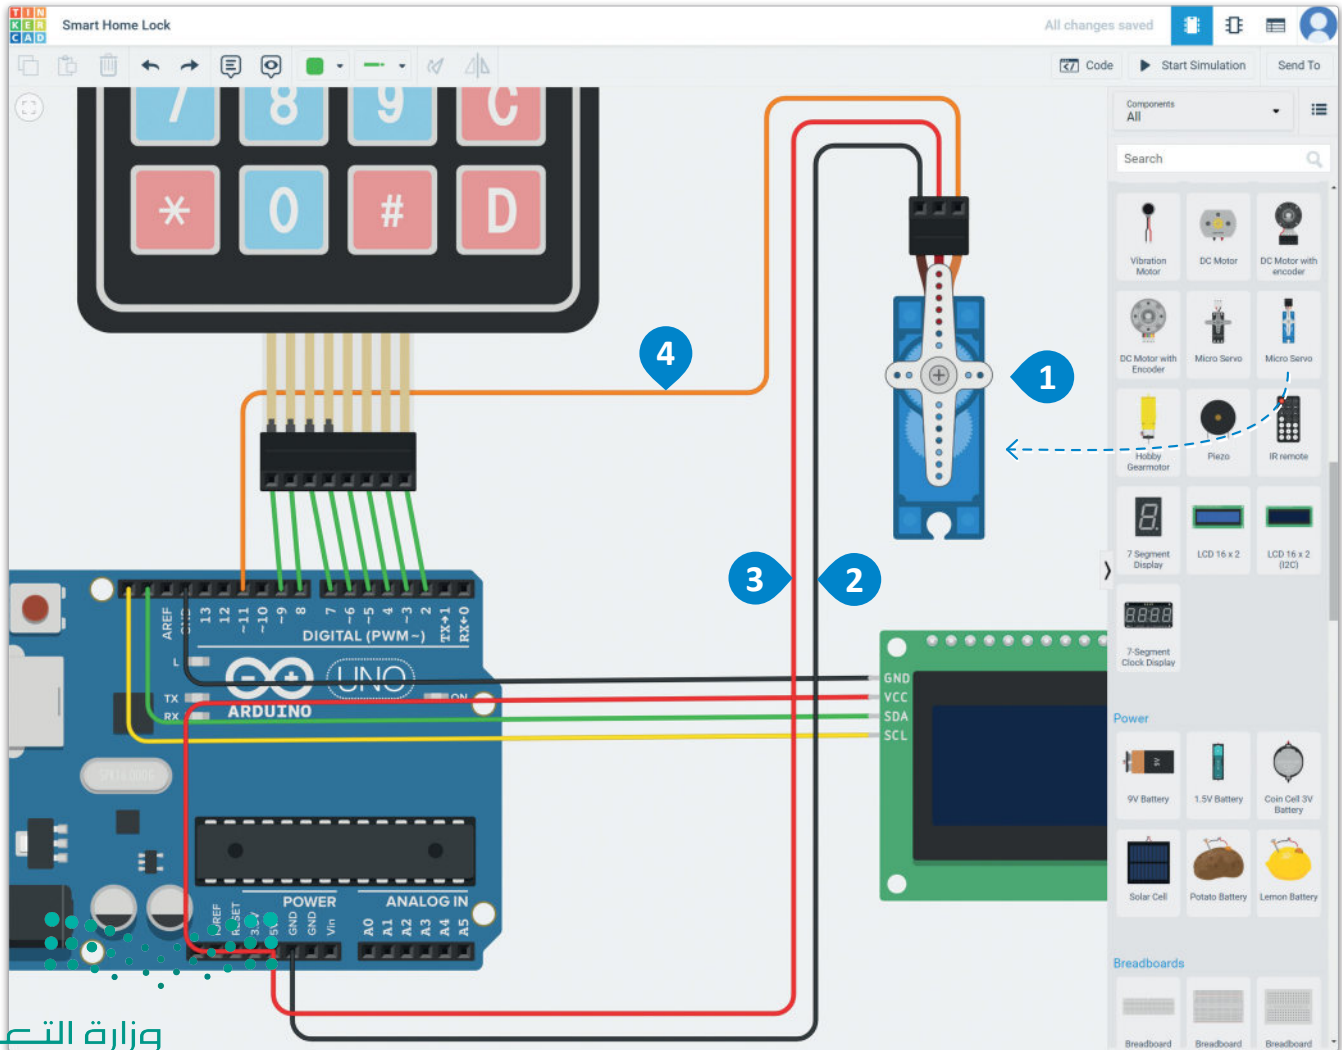 TIN
KER
CAD
Smart Home Lock
All changes saved
Code
Start Simulation
Send To
Components
All
Search
7 8 9 C
* 0 # D
Vibration Motor
DC Motor
DC Motor with encoder
DC Motor with Encoder
Micro Servo
Micro Servo
Hobby Gearmotor
Piezo
IR remote
7 Segment Display
LCD 16 x 2
LCD 16 x 2 (I2C)
7-Segment Clock Display
Power
9V Battery
1.5V Battery
Coin Cell 3V Battery
Solar Cell
Potato Battery
Lemon Battery
Breadboards
Breadboard
Breadboard
Breadboard
4
1
3
2
AREF
GND
13
12
~11
~10
~9
8
7
~6
~5
4
~3
2
TX→1
RX←0
DIGITAL (PWM~)
L
TX
RX
UNO
ON
ARDUINO
GND
VCC
SDA
SCL
POWER
ANALOG IN
RESET
3.3V
5V
GND
GND
Vin
A0
A1
A2
A3
A4
A5
وزارة التع